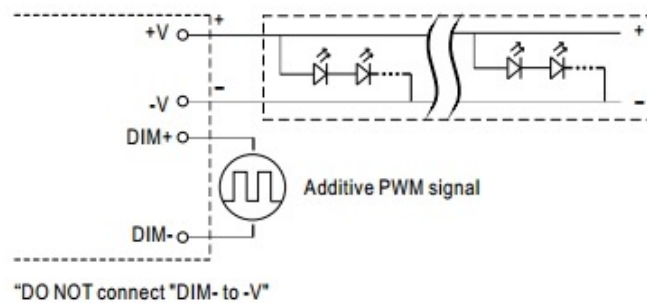 +V + +
-V - -
DIM+
Additive PWM signal
DIM-
"DO NOT connect "DIM- to -V"